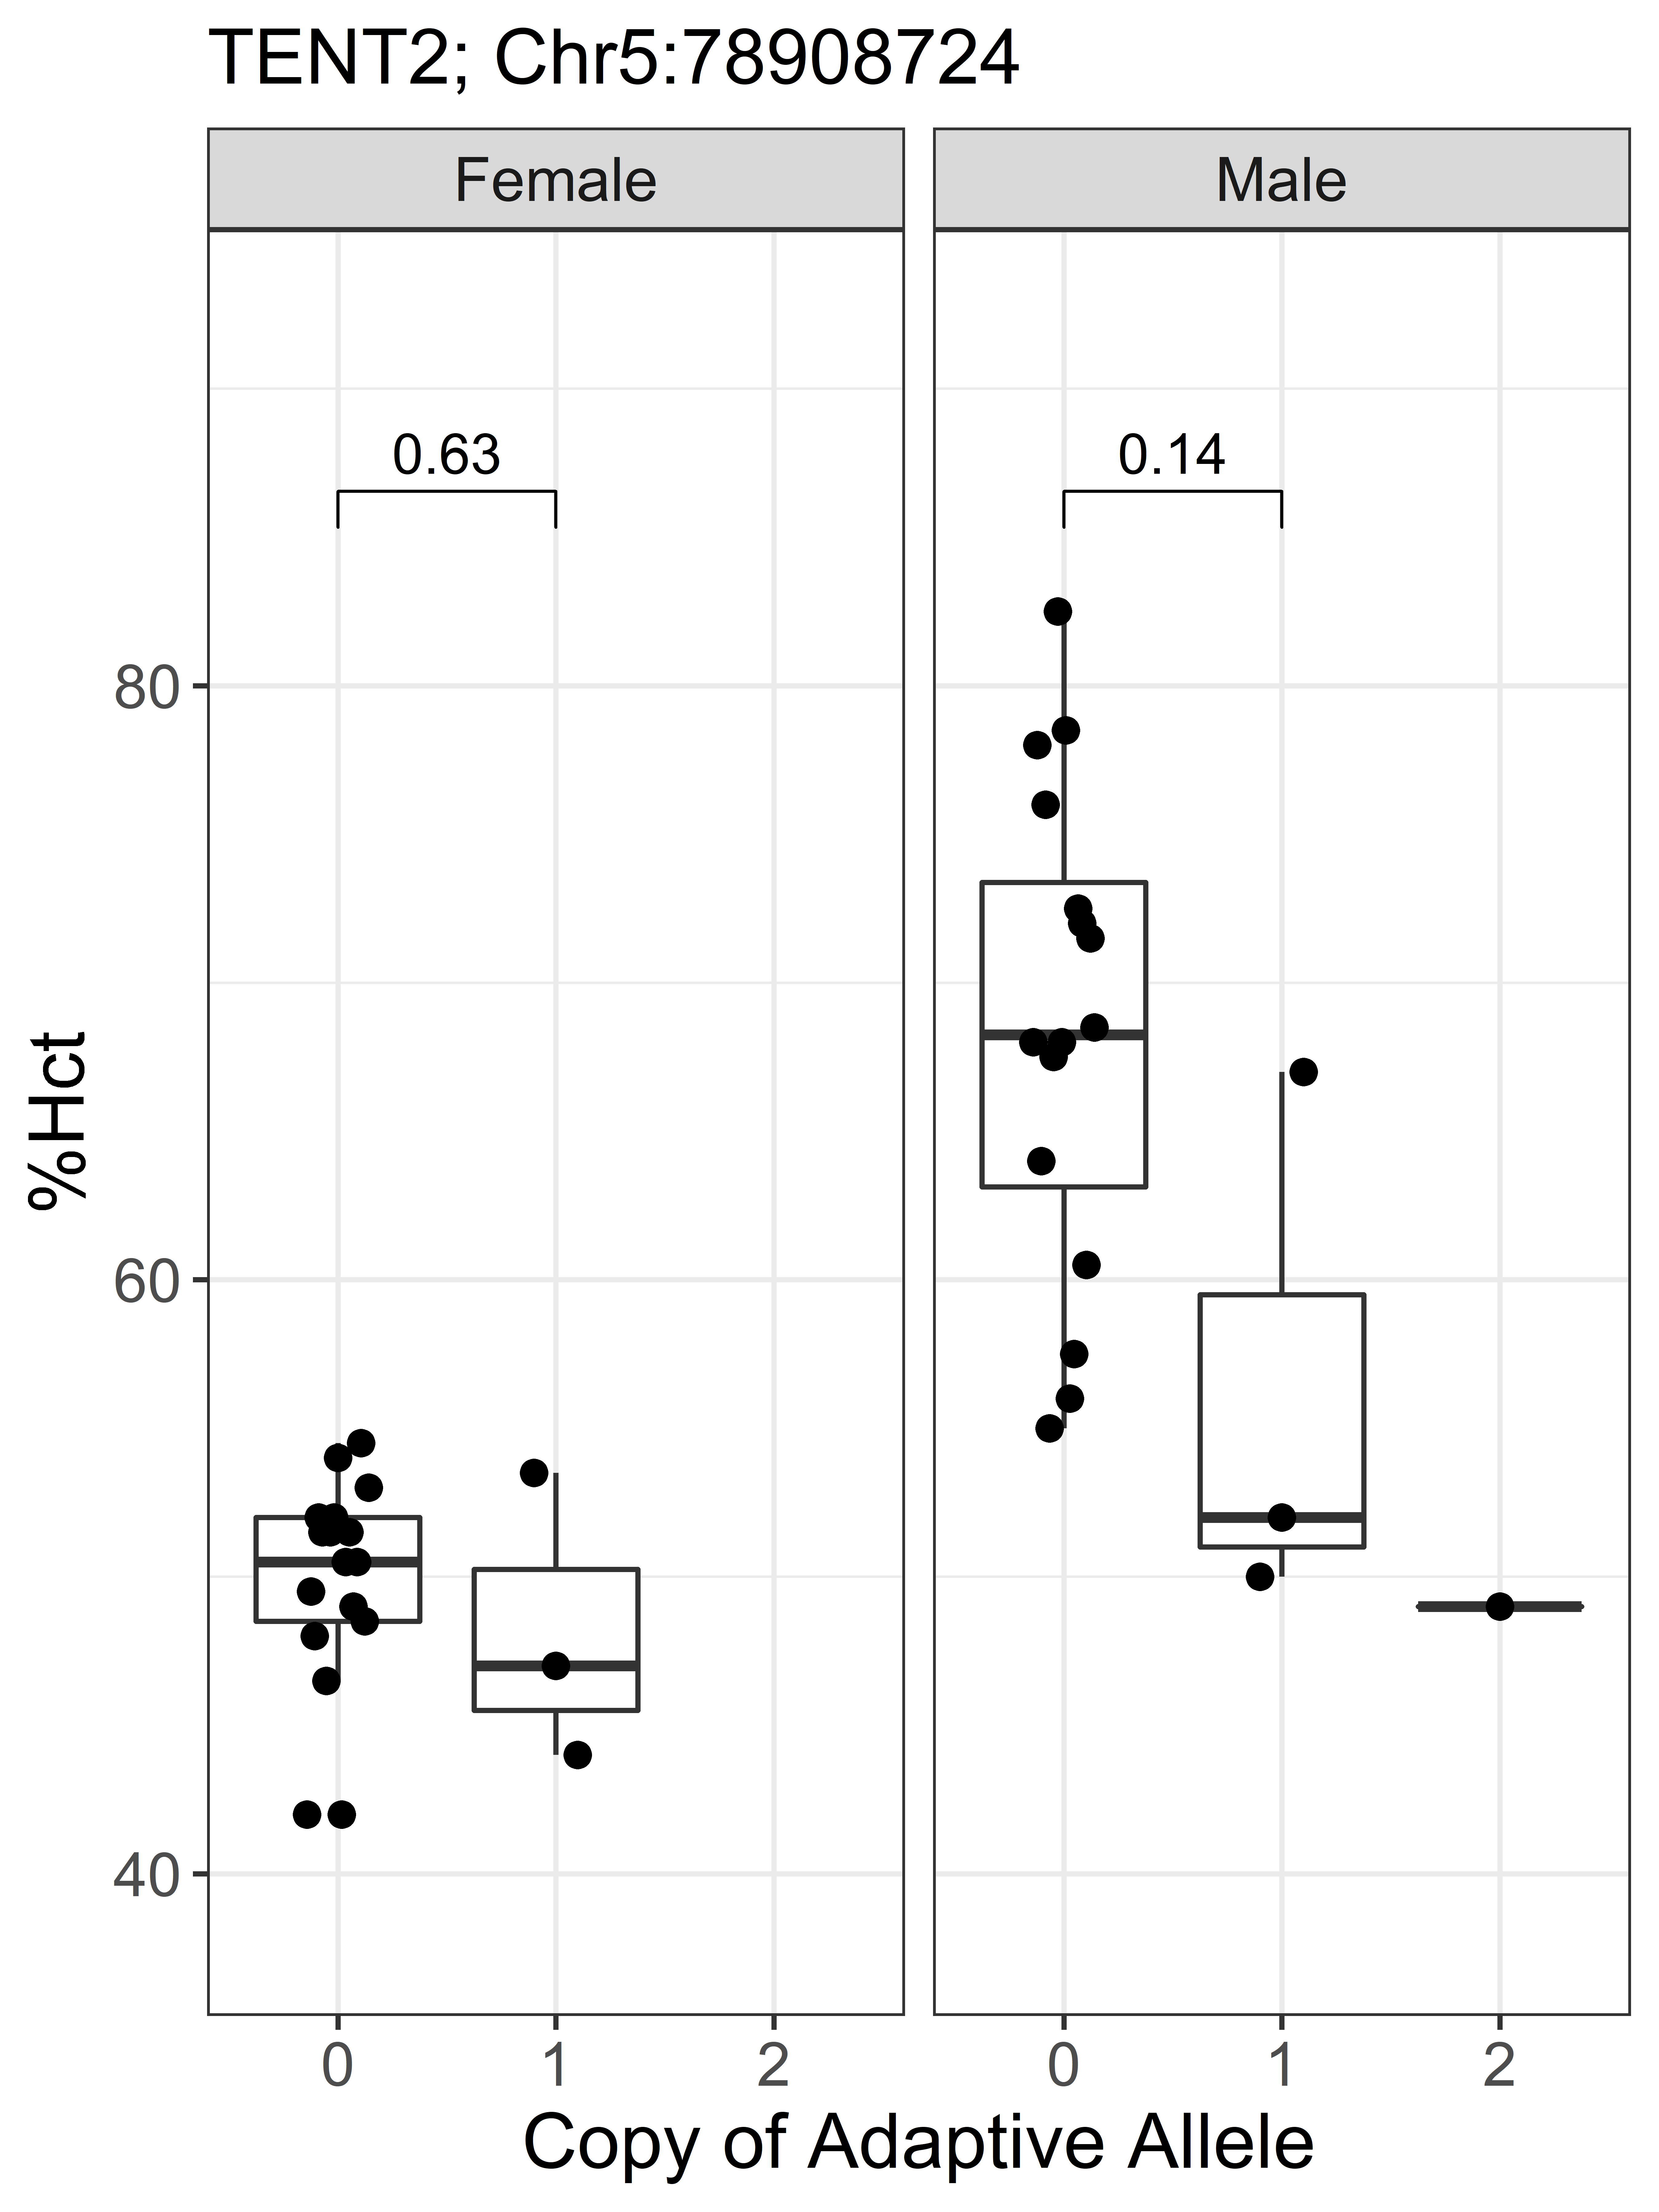 TENT2; Chr5:78908724
Female Male
0.63 0.14
80
60
40
%Hct
0 1 2 0 1 2
Copy of Adaptive Allele